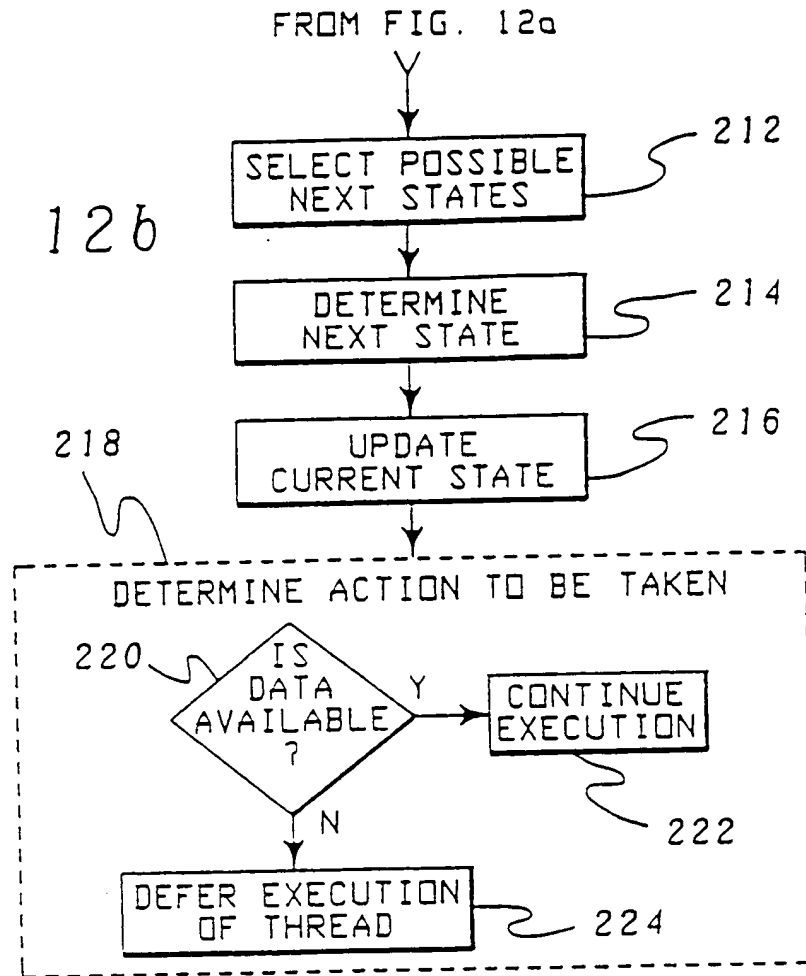 FROM FIG. 12a
212
SELECT POSSIBLE
NEXT STATES
12b
214
DETERMINE
NEXT STATE
216
UPDATE
CURRENT STATE
218
DETERMINE ACTION TO BE TAKEN
220
IS
DATA
AVAILABLE
?
Y
CONTINUE
EXECUTION
222
N
DEFER EXECUTION
OF THREAD
224